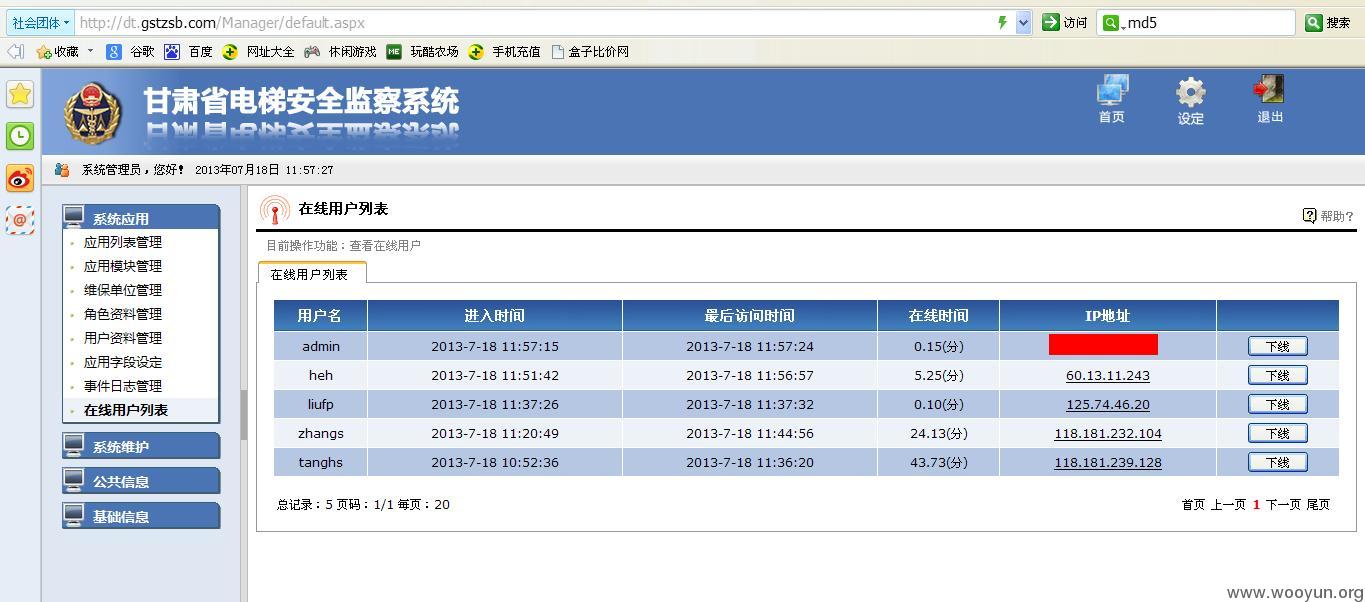 社会团体 http://dt.gstzsb.com/Manager/default.aspx 访问 md5 搜索
收藏 谷歌 百度 网址大全 休闲游戏 玩酷农场 手机充值 盒子比价网
甘肃省电梯安全监察系统
首页 设定 退出
系统管理员，您好！ 2013年07月18日 11:57:27
系统应用
应用列表管理
应用模块管理
维保单位管理
角色资料管理
用户资料管理
应用字段设定
事件日志管理
在线用户列表
系统维护
公共信息
基础信息
在线用户列表 帮助?
目前操作功能：查看在线用户
在线用户列表
用户名 进入时间 最后访问时间 在线时间 IP地址
admin 2013-7-18 11:57:15 2013-7-18 11:57:24 0.15(分) 下线
heh 2013-7-18 11:51:42 2013-7-18 11:56:57 5.25(分) 60.13.11.243 下线
liufp 2013-7-18 11:37:26 2013-7-18 11:37:32 0.10(分) 125.74.46.20 下线
zhangs 2013-7-18 11:20:49 2013-7-18 11:44:56 24.13(分) 118.181.232.104 下线
tanghs 2013-7-18 10:52:36 2013-7-18 11:36:20 43.73(分) 118.181.239.128 下线
总记录：5 页码：1/1 每页：20 首页 上一页 1 下一页 尾页
www.wooyun.org